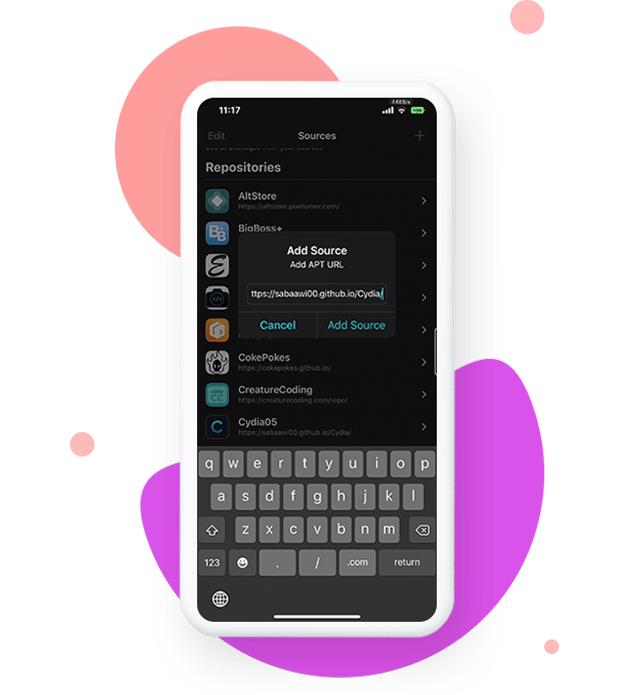 11:17
444B/s
Edit
Sources
+
Repositories
AltStore
https://altstore.pixelomer.com/
BigBoss+
Add Source
Add APT URL
ttps://sabaawi00.github.io/Cydia/
Cancel
Add Source
CokePokes
https://cokepokes.github.io/
CreatureCoding
https://creaturecoding.com/repo/
Cydia05
https://sabaawi00.github.io/Cydia/
q w e r t y u i o p
a s d f g h j k l
z x c v b n m
123 . / .com return